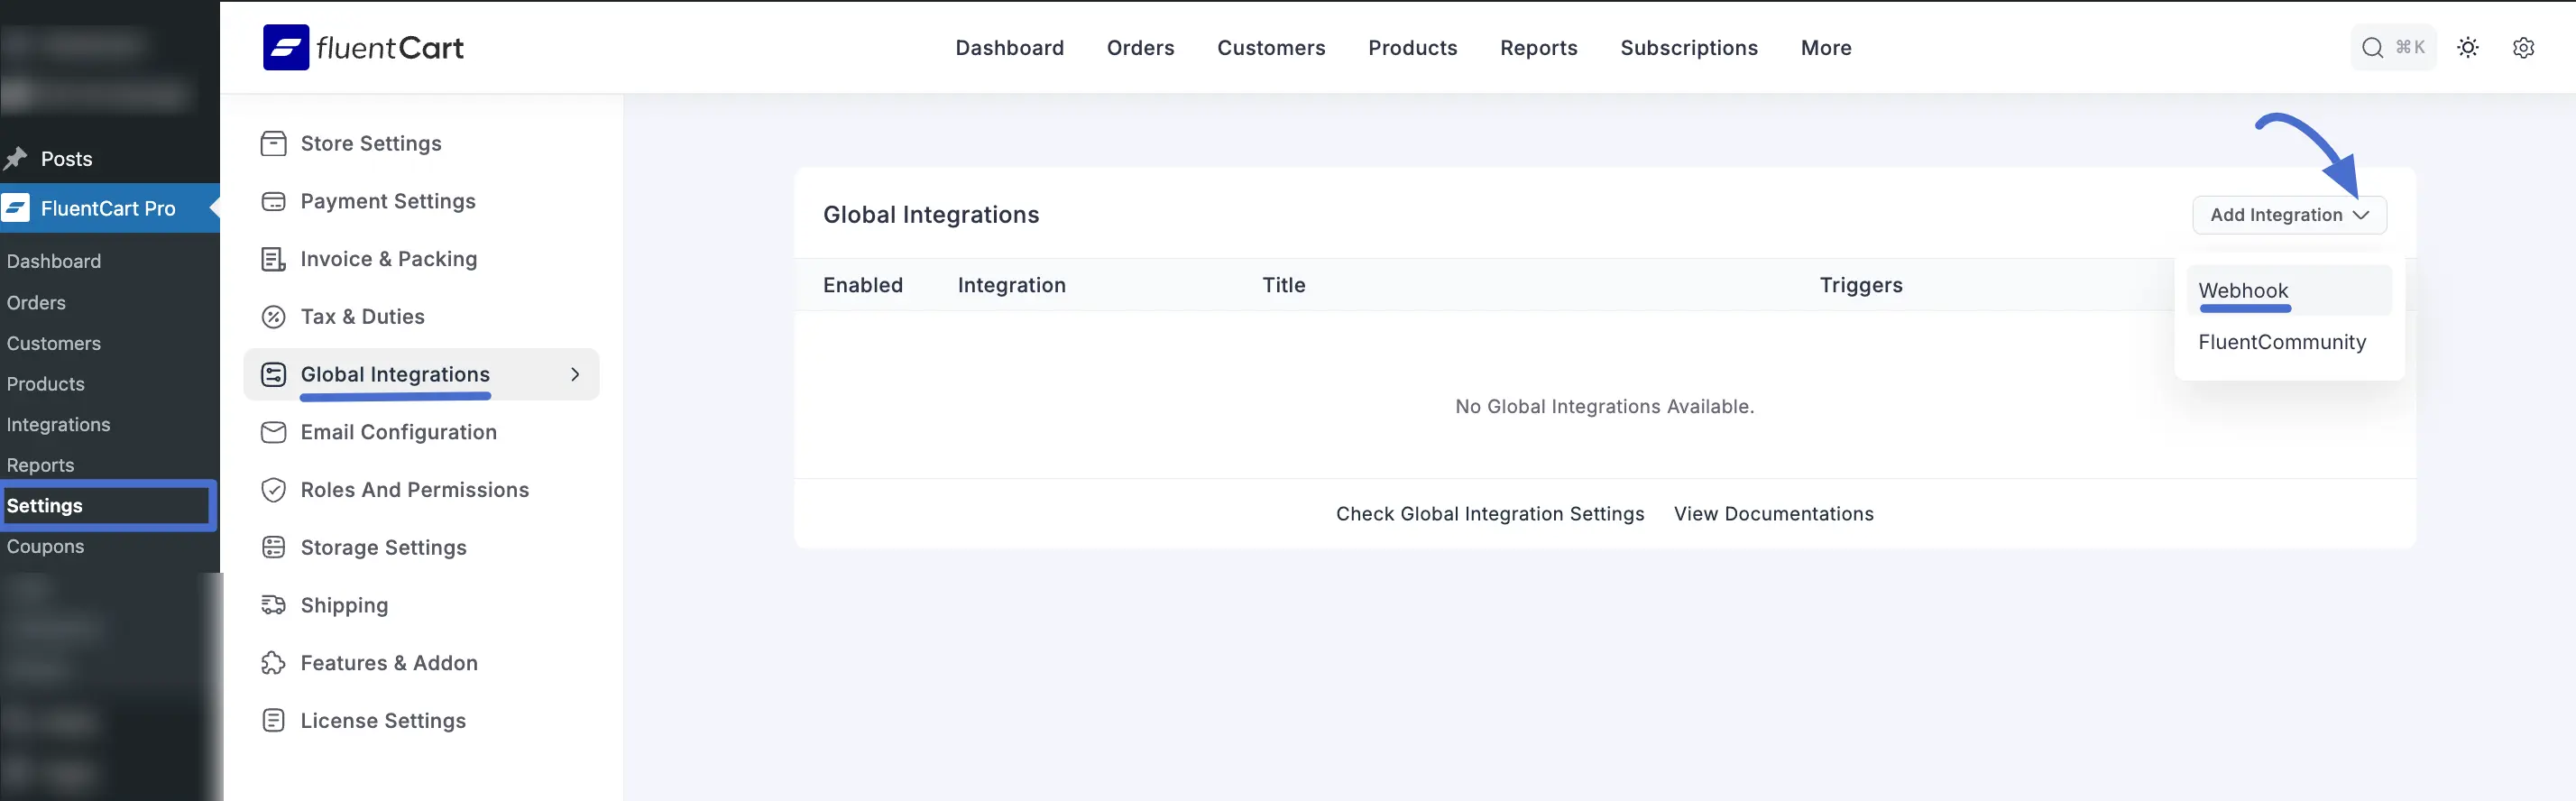 fluentCart
Dashboard Orders Customers Products Reports Subscriptions More
⌘K
Posts
FluentCart Pro
Dashboard
Orders
Customers
Products
Integrations
Reports
Settings
Coupons
Store Settings
Payment Settings
Invoice & Packing
Tax & Duties
Global Integrations
Email Configuration
Roles And Permissions
Storage Settings
Shipping
Features & Addon
License Settings
Global Integrations
Add Integration
Enabled Integration Title Triggers
Webhook
FluentCommunity
No Global Integrations Available.
Check Global Integration Settings View Documentations